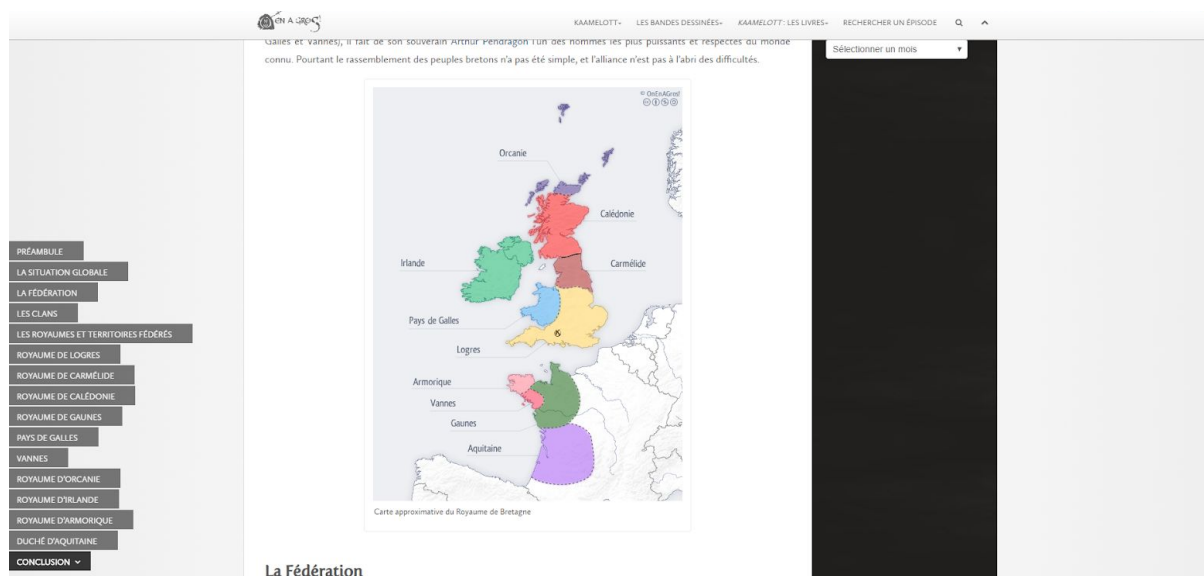 ÉN A GROS
KAAMELOTT
LES BANDES DESSINÉES
KAAMELOTT : LES LIVRES
RECHERCHER UN ÉPISODE
Galles et Vannes), il fait de son souverain Arthur Pendragon l'un des hommes les plus puissants et respectés du monde
connu. Pourtant le rassemblement des peuples bretons n'a pas été simple, et l'alliance n'est pas à l'abri des difficultés.
Sélectionner un mois
© OnEnAGros!
Orcanie
Calédonie
Irlande
Carmélide
Pays de Galles
Logres
Armorique
Vannes
Gaunes
Aquitaine
Carte approximative du Royaume de Bretagne
La Fédération
PRÉAMBULE
LA SITUATION GLOBALE
LA FÉDÉRATION
LES CLANS
LES ROYAUMES ET TERRITOIRES FÉDÉRÉS
ROYAUME DE LOGRES
ROYAUME DE CARMÉLIDE
ROYAUME DE CALÉDONIE
ROYAUME DE GAUNES
PAYS DE GALLES
VANNES
ROYAUME D'ORCANIE
ROYAUME D'IRLANDE
ROYAUME D'ARMORIQUE
DUCHÉ D'AQUITAINE
CONCLUSION